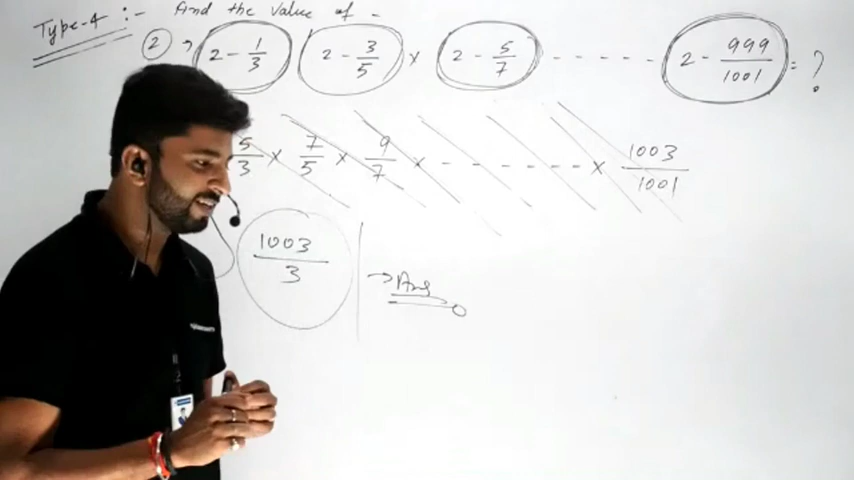 Type-4 :- Find the value of -
② → 2 - 1/3 2 - 3/5 × 2 - 5/7 - - - - - - 2 - 999/1001 = ?
5/3 × 7/5 × 9/7 × - - - - - - - × 1003/1001
1003/3 → Ans